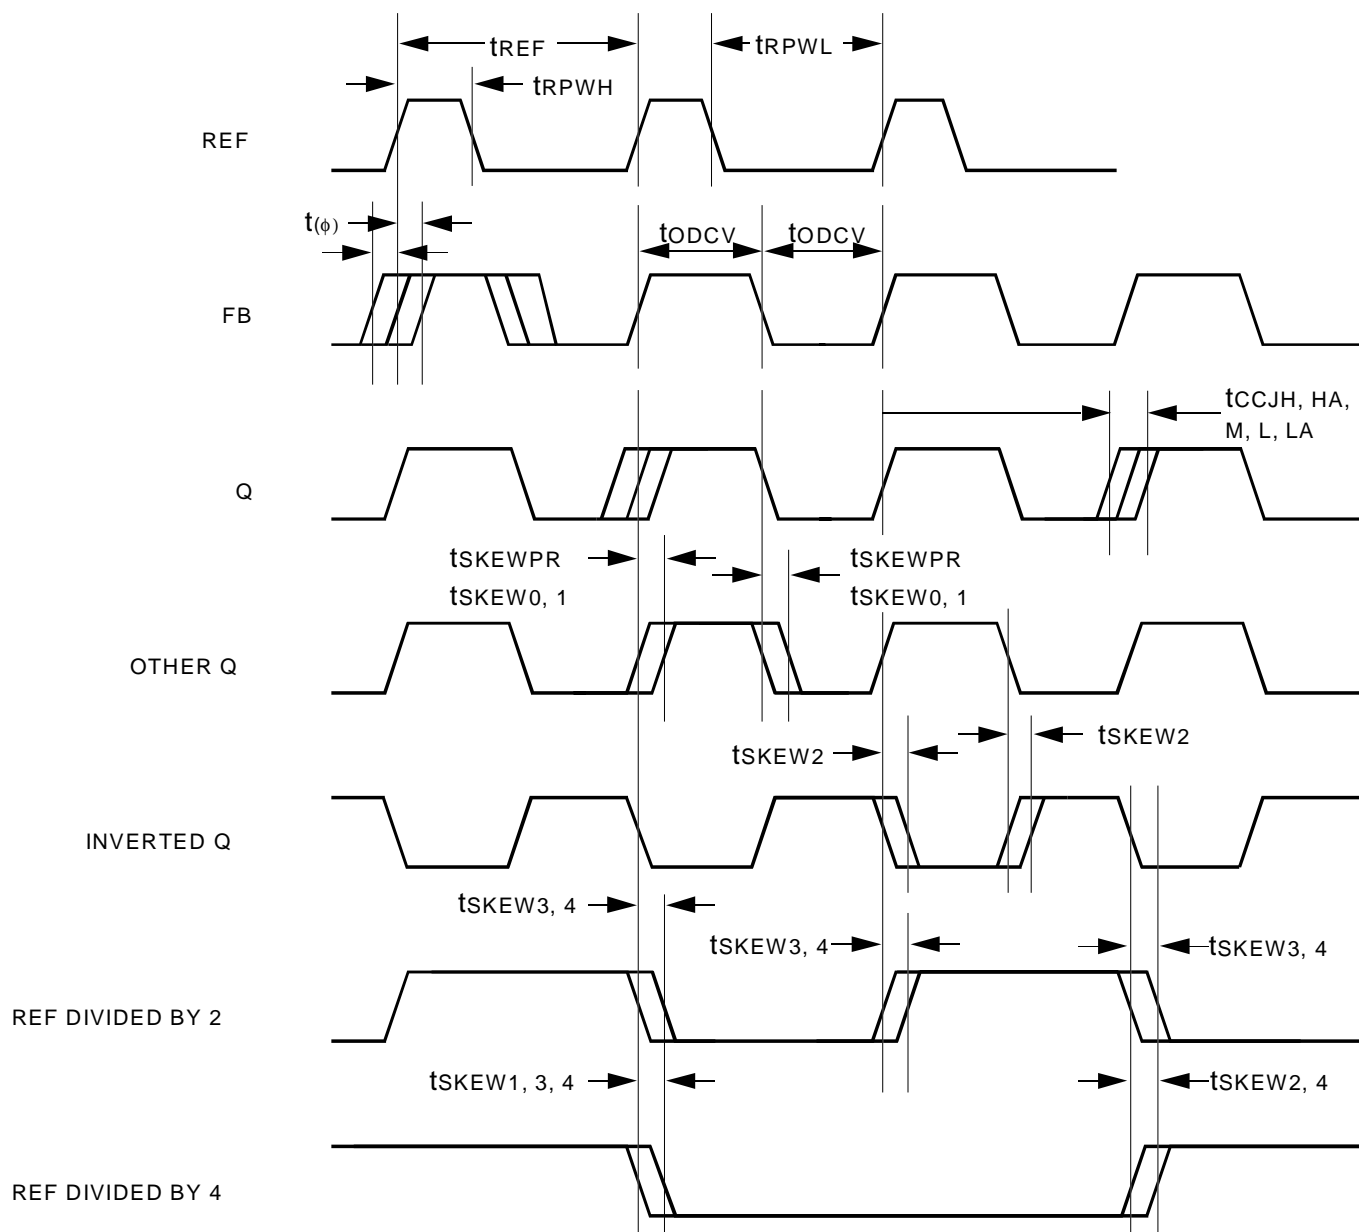 tREF
tRPWL
tRPWH
REF
t(ϕ)
tODCV
tODCV
FB
tCCJH, HA,
M, L, LA
Q
tSKEWPR
tSKEW0, 1
tSKEWPR
tSKEW0, 1
OTHER Q
tSKEW2
tSKEW2
INVERTED Q
tSKEW3, 4
tSKEW3, 4
tSKEW3, 4
REF DIVIDED BY 2
tSKEW1, 3, 4
tSKEW2, 4
REF DIVIDED BY 4